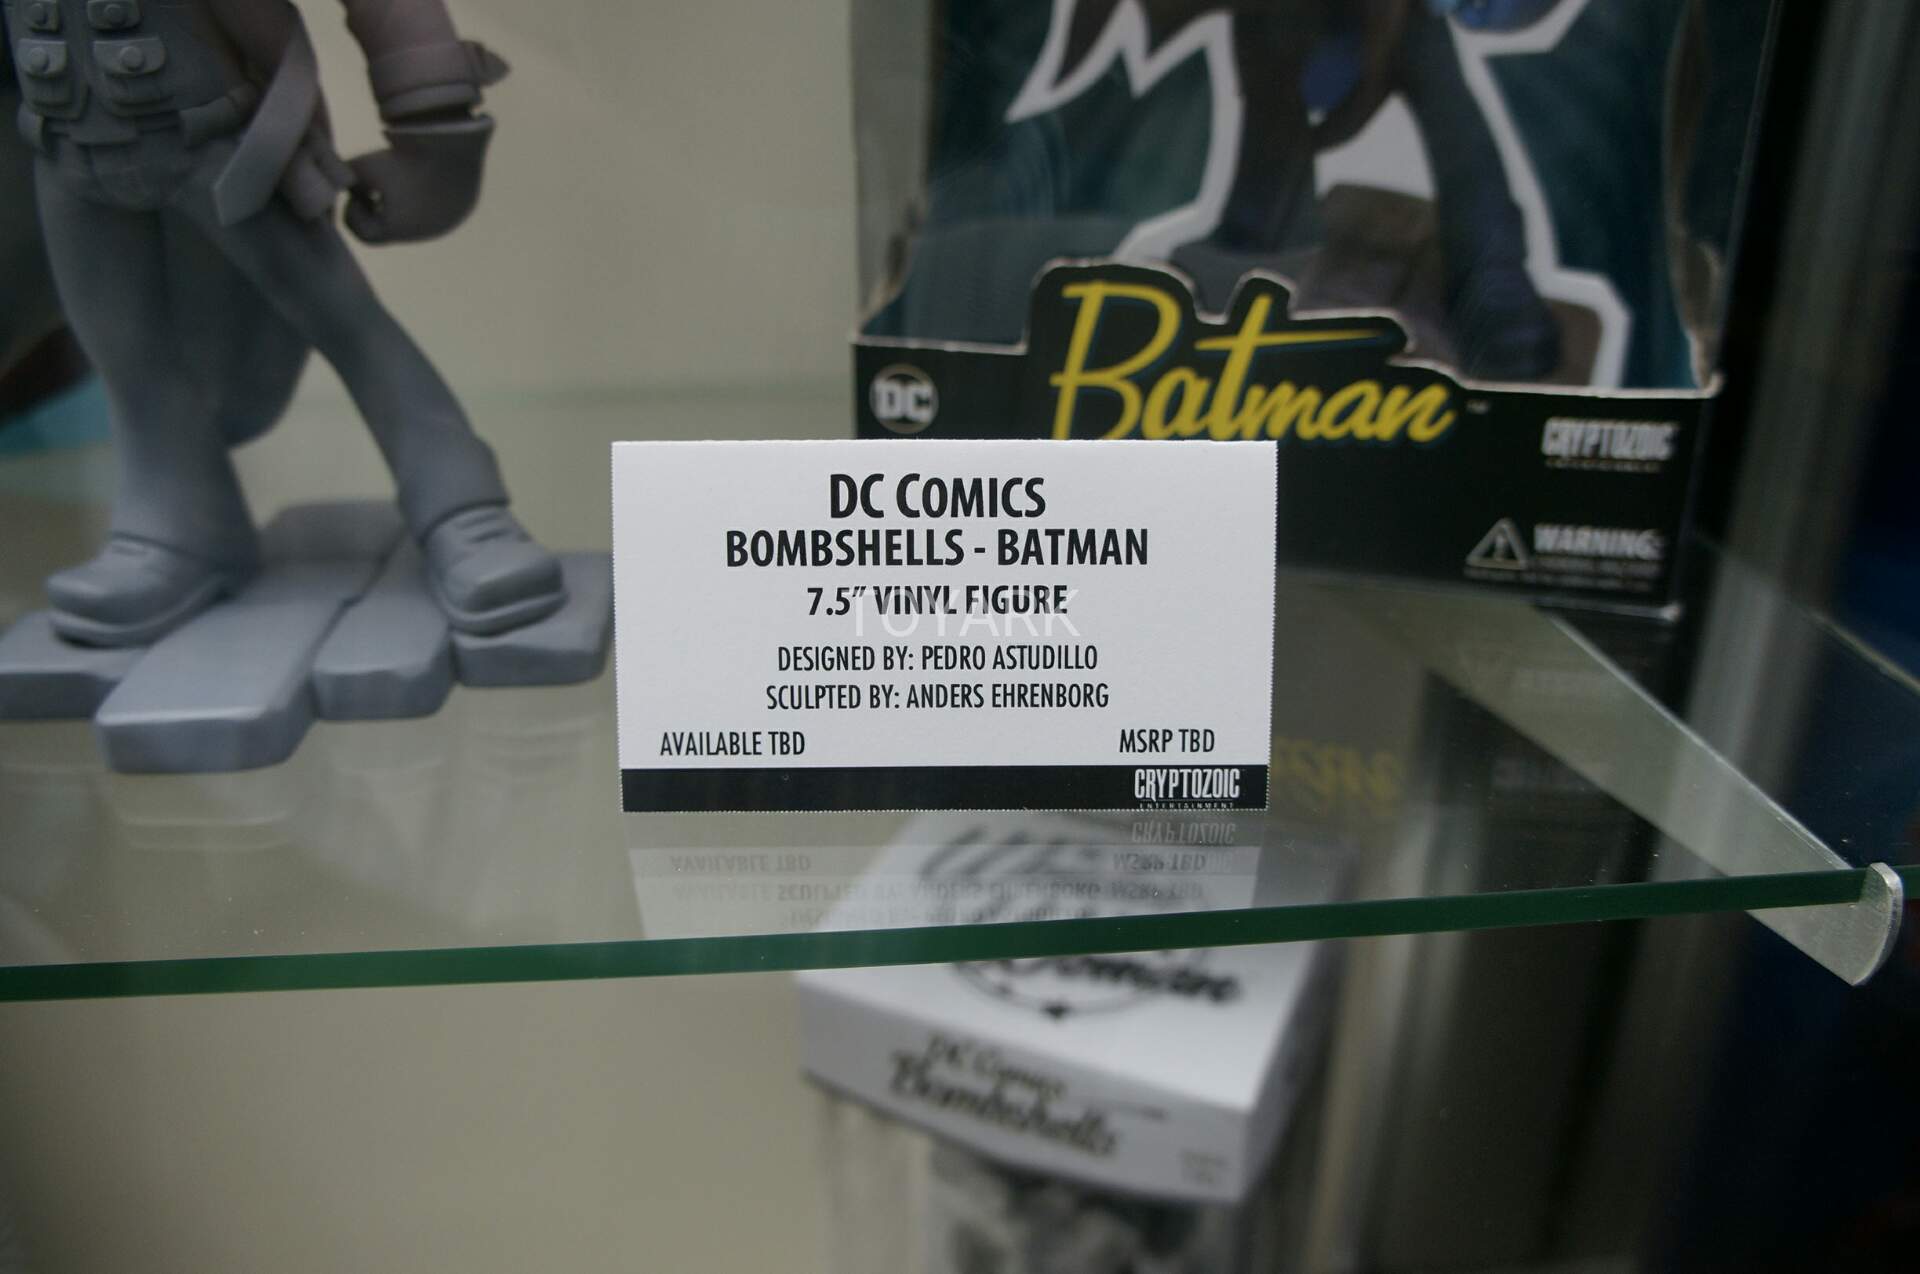 Batman
DC
CRYPTOZOIC
WARNING:
DC COMICS
BOMBSHELLS - BATMAN
7.5" VINYL FIGURE
TOYARK
DESIGNED BY: PEDRO ASTUDILLO
SCULPTED BY: ANDERS EHRENBORG
AVAILABLE TBD MSRP TBD
CRYPTOZOIC
ENTERTAINMENT
DC Comics
Bombshells